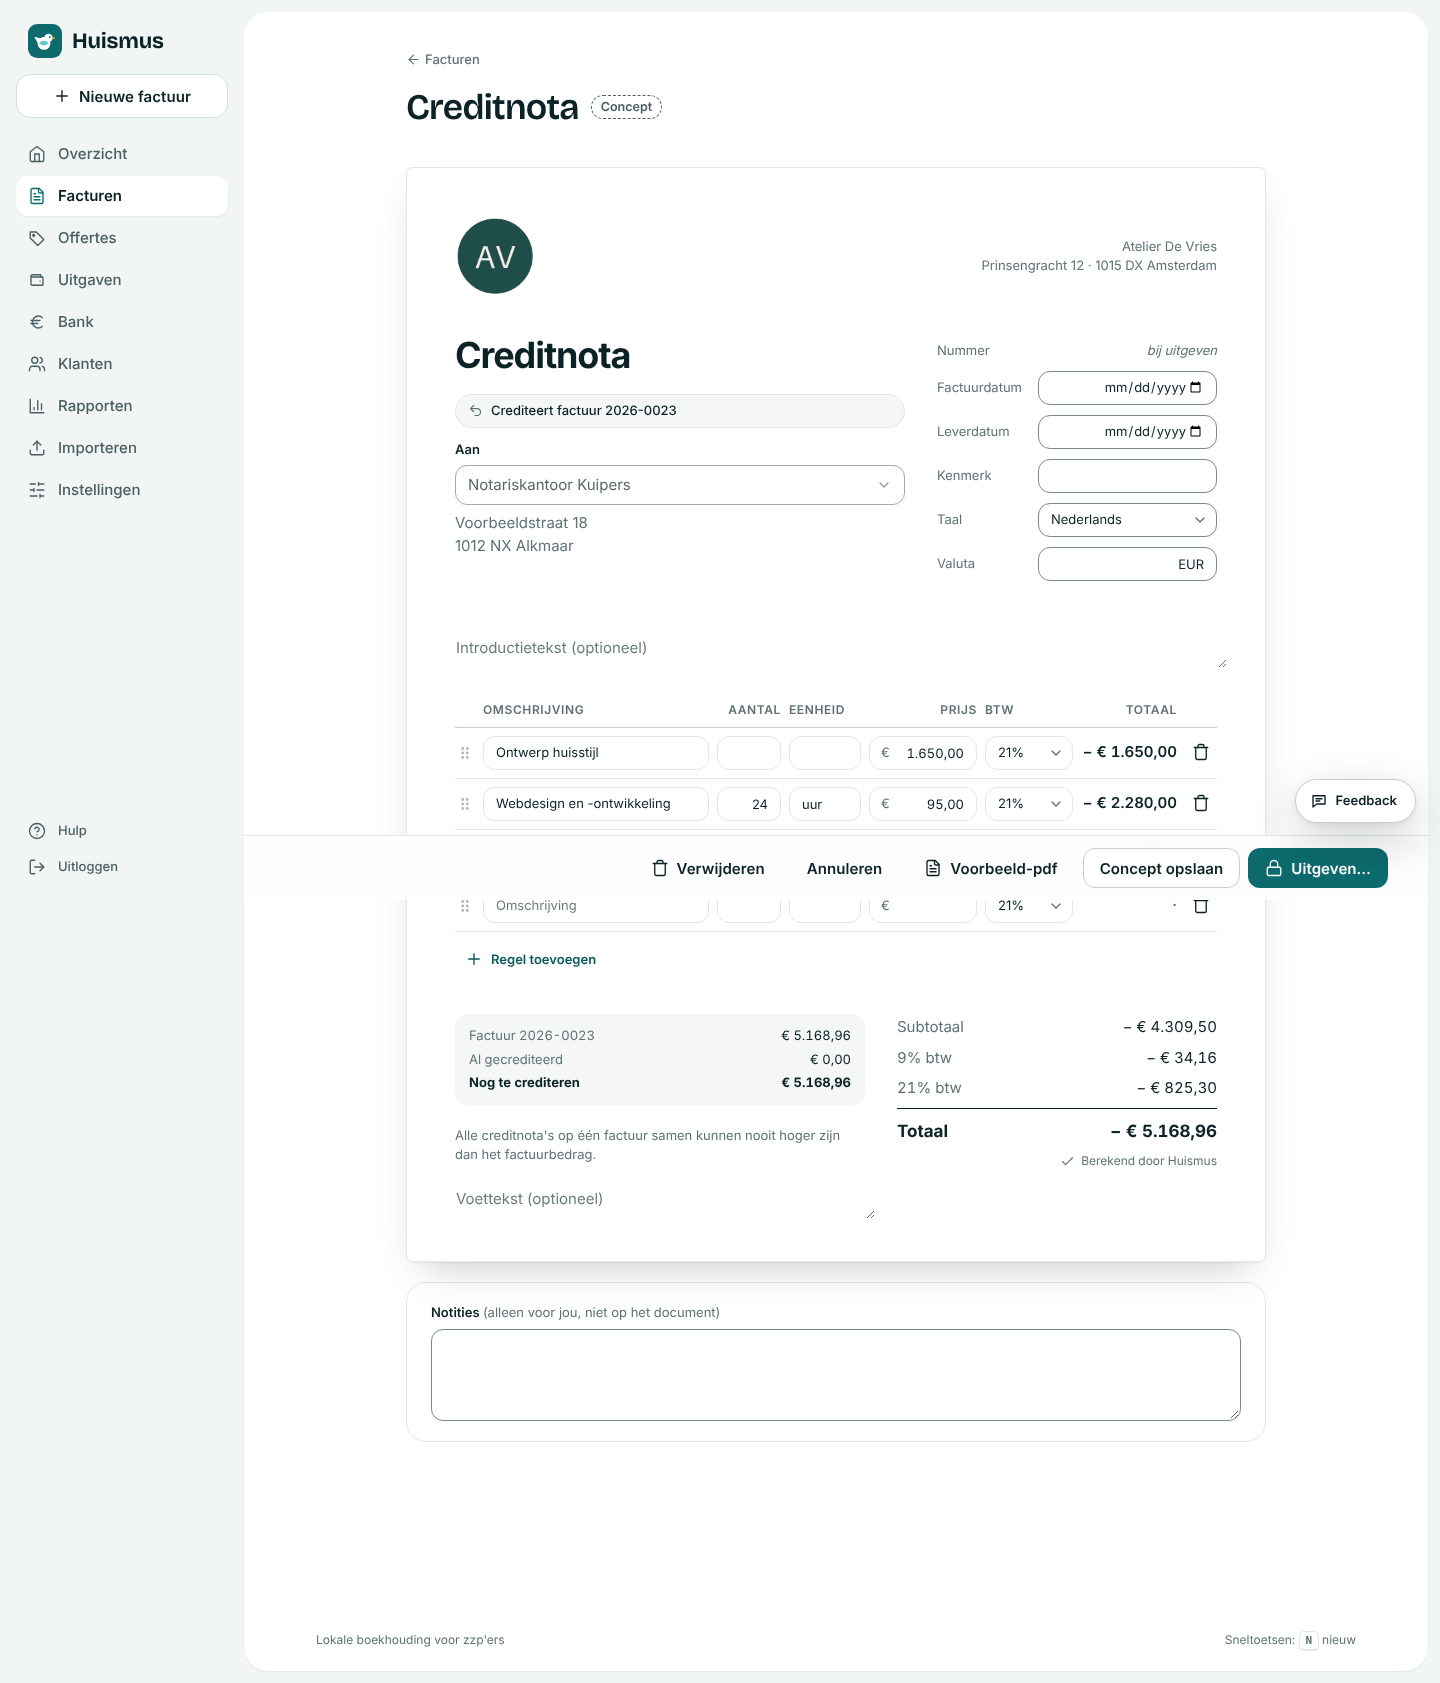 Huismus
Nieuwe factuur
Overzicht
Facturen
Offertes
Uitgaven
Bank
Klanten
Rapporten
Importeren
Instellingen
Hulp
Uitloggen
Facturen
Creditnota Concept
AV
Atelier De Vries
Prinsengracht 12 · 1015 DX Amsterdam
Creditnota
Crediteert factuur 2026-0023
Aan
Notariskantoor Kuipers
Voorbeeldstraat 18
1012 NX Alkmaar
Nummer bij uitgeven
Factuurdatum mm/dd/yyyy
Leverdatum mm/dd/yyyy
Kenmerk
Taal Nederlands
Valuta EUR
Introductietekst (optioneel)
OMSCHRIJVING AANTAL EENHEID PRIJS BTW TOTAAL
Ontwerp huisstijl € 1.650,00 21% − € 1.650,00
Webdesign en -ontwikkeling 24 uur € 95,00 21% − € 2.280,00
Feedback
Verwijderen Annuleren Voorbeeld-pdf Concept opslaan Uitgeven...
Omschrijving € 21% ·
Regel toevoegen
Factuur 2026-0023 € 5.168,96
Al gecrediteerd € 0,00
Nog te crediteren € 5.168,96
Alle creditnota's op één factuur samen kunnen nooit hoger zijn
dan het factuurbedrag.
Voettekst (optioneel)
Subtotaal − € 4.309,50
9% btw − € 34,16
21% btw − € 825,30
Totaal − € 5.168,96
Berekend door Huismus
Notities (alleen voor jou, niet op het document)
Lokale boekhouding voor zzp'ers
Sneltoetsen: N nieuw